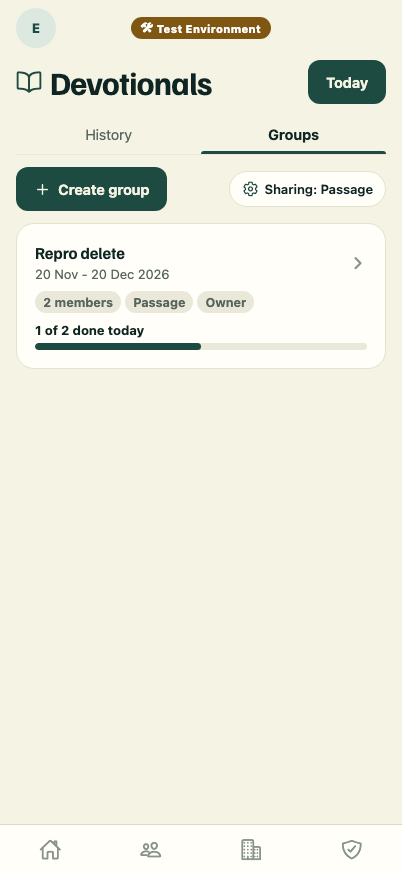 E
🛠 Test Environment
Devotionals
Today
History
Groups
+ Create group
Sharing: Passage
Repro delete
20 Nov - 20 Dec 2026
2 members
Passage
Owner
1 of 2 done today